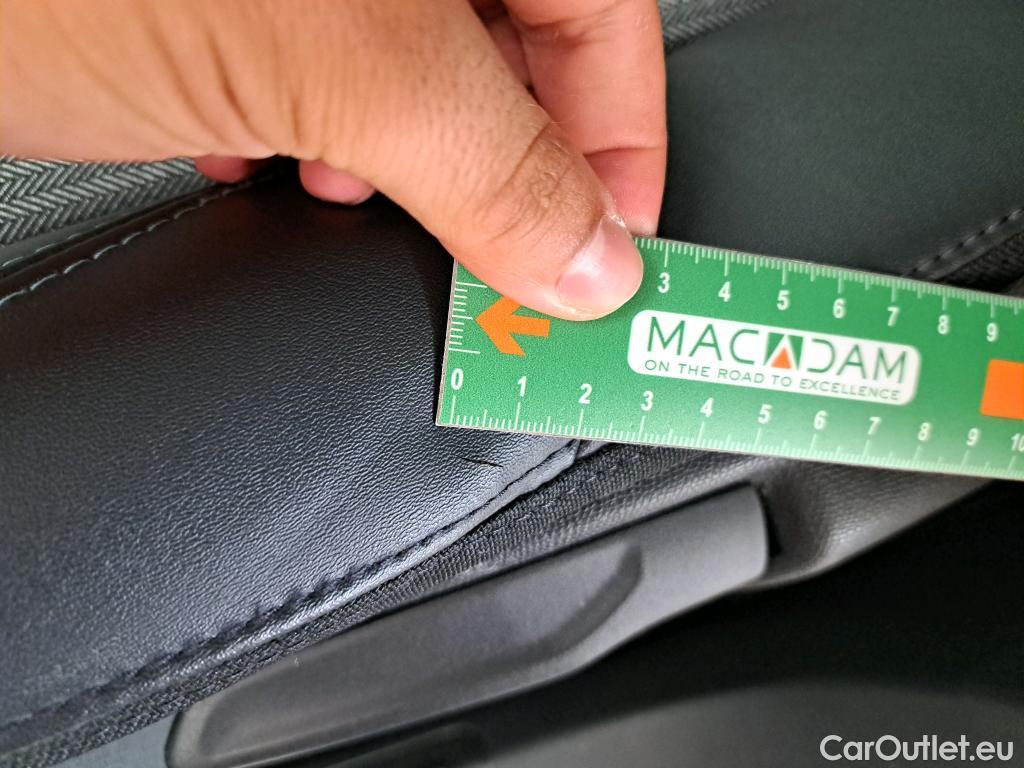 3 4 5 6 7 8 9
MACADAM
ON THE ROAD TO EXCELLENCE
0 1 2 3 4 5 6 7 8 9 10
CarOutlet.eu